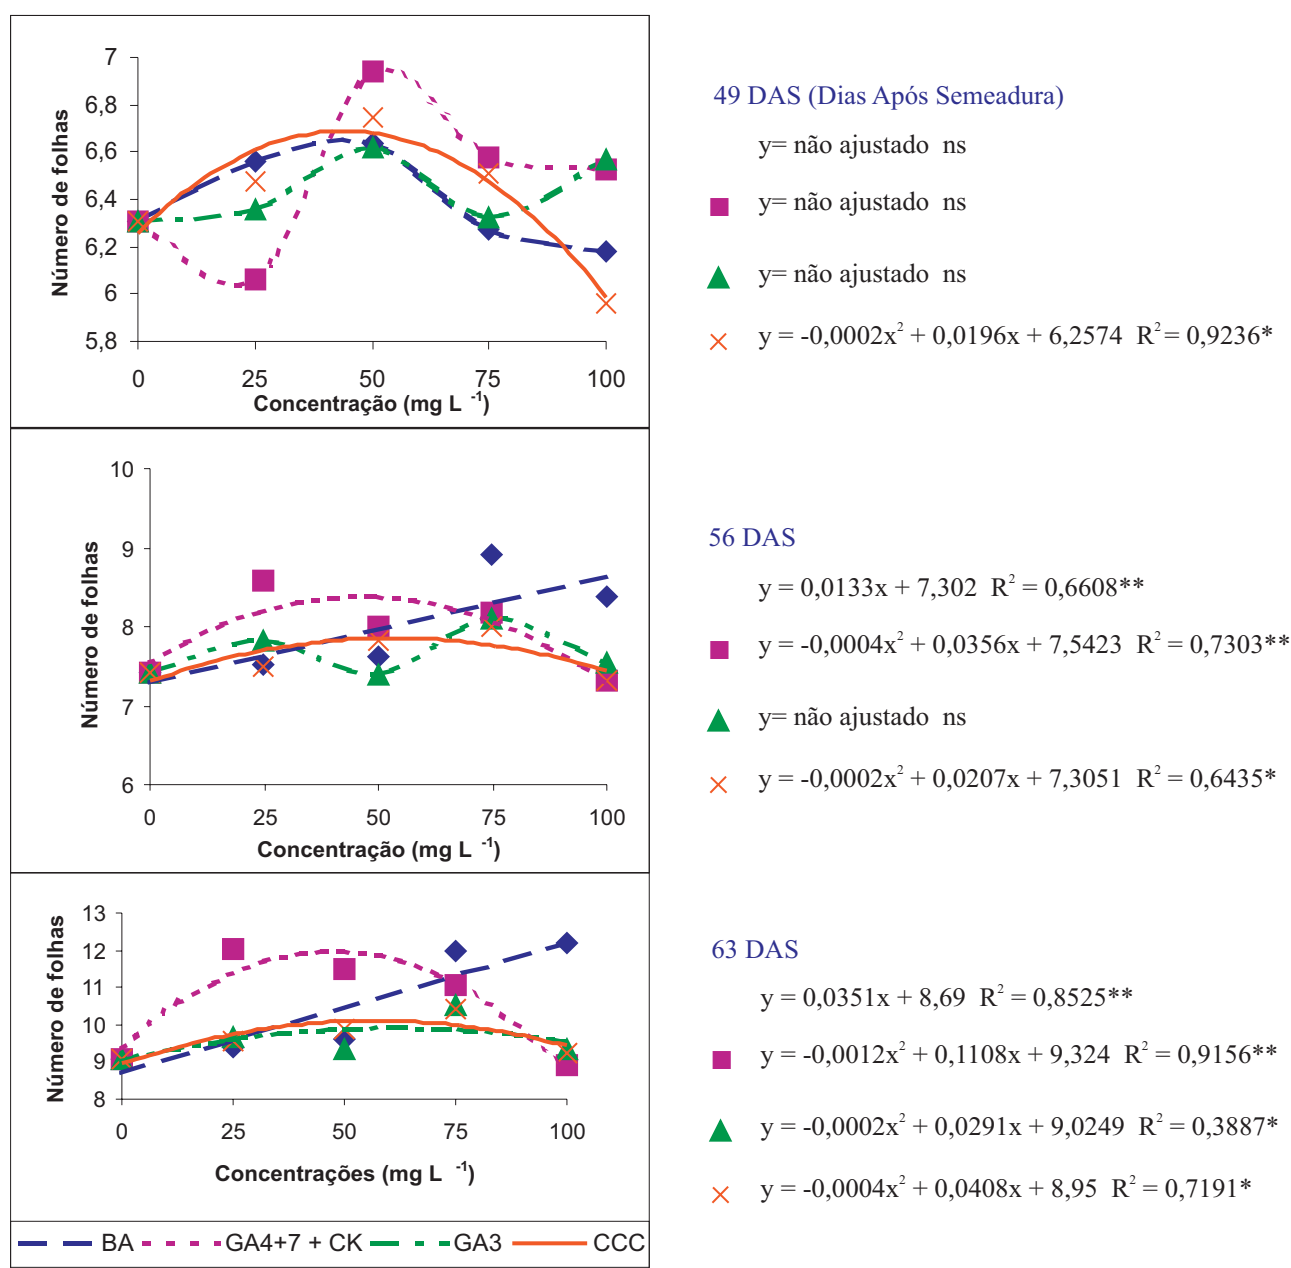 7
6,8
6,6
6,4
6,2
6
5,8
Número de folhas
0 25 50 75 100
Concentração (mg L -1)
49 DAS (Dias Após Semeadura)
y= não ajustado ns
y= não ajustado ns
y= não ajustado ns
y = -0,0002x² + 0,0196x + 6,2574 R² = 0,9236*
10
9
8
7
6
Número de folhas
0 25 50 75 100
Concentração (mg L -1)
56 DAS
y = 0,0133x + 7,302 R² = 0,6608**
y = -0,0004x² + 0,0356x + 7,5423 R² = 0,7303**
y= não ajustado ns
y = -0,0002x² + 0,0207x + 7,3051 R² = 0,6435*
13
12
11
10
9
8
Número de folhas
0 25 50 75 100
Concentrações (mg L -1)
63 DAS
y = 0,0351x + 8,69 R² = 0,8525**
y = -0,0012x² + 0,1108x + 9,324 R² = 0,9156**
y = -0,0002x² + 0,0291x + 9,0249 R² = 0,3887*
y = -0,0004x² + 0,0408x + 8,95 R² = 0,7191*
BA GA4+7 + CK GA3 CCC